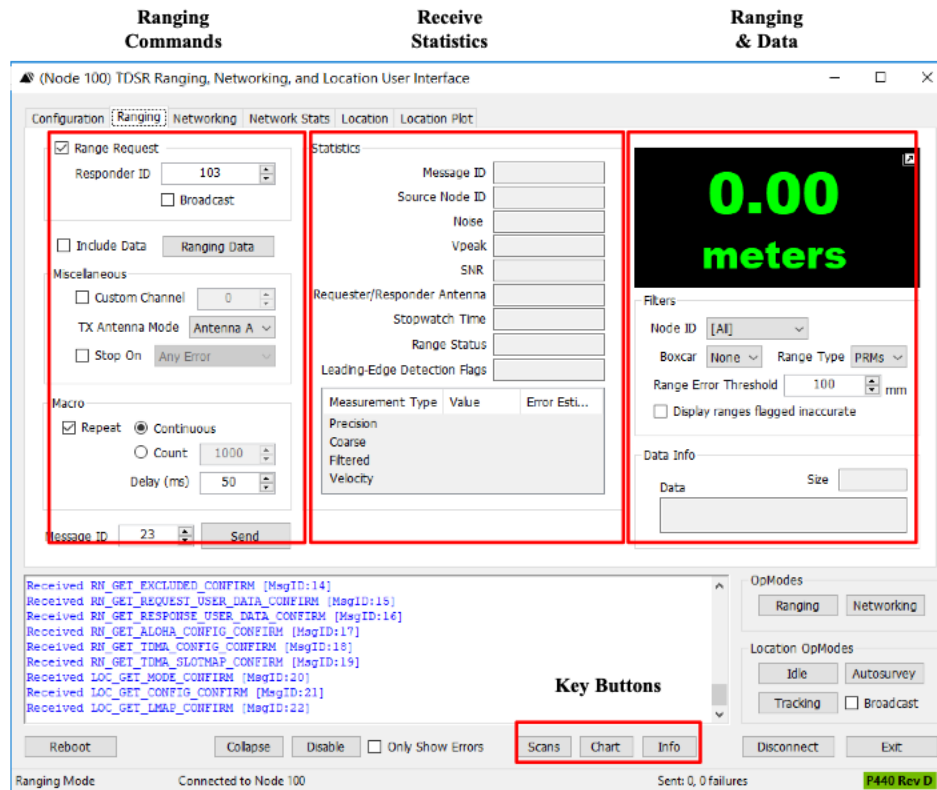 Ranging Commands
Receive Statistics
Ranging & Data
(Node 100) TDSR Ranging, Networking, and Location User Interface
Configuration Ranging Networking Network Stats Location Location Plot
Range Request
Responder ID 103
Broadcast
Include Data Ranging Data
Miscellaneous
Custom Channel 0
TX Antenna Mode Antenna A
Stop On Any Error
Macro
Repeat Continuous
Count 1000
Delay (ms) 50
Message ID 23 Send
Statistics
Message ID
Source Node ID
Noise
Vpeak
SNR
Requester/Responder Antenna
Stopwatch Time
Range Status
Leading-Edge Detection Flags
Measurement Type Value Error Esti...
Precision
Coarse
Filtered
Velocity
0.00
meters
Filters
Node ID [All]
Boxcar None Range Type PRMs
Range Error Threshold 100 mm
Display ranges flagged inaccurate
Data Info
Size
Data
Received RN_GET_EXCLUDED_CONFIRM [MsgID:14]
Received RN_GET_REQUEST_USER_DATA_CONFIRM [MsgID:15]
Received RN_GET_RESPONSE_USER_DATA_CONFIRM [MsgID:16]
Received RN_GET_ALOHA_CONFIG_CONFIRM [MsgID:17]
Received RN_GET_TDMA_CONFIG_CONFIRM [MsgID:18]
Received RN_GET_TDMA_SLOTMAP_CONFIRM [MsgID:19]
Received LOC_GET_MODE_CONFIRM [MsgID:20]
Received LOC_GET_CONFIG_CONFIRM [MsgID:21]
Received LOC_GET_LMAP_CONFIRM [MsgID:22]
Key Buttons
OpModes
Ranging Networking
Location OpModes
Idle Autosurvey
Tracking Broadcast
Reboot Collapse Disable Only Show Errors Scans Chart Info Disconnect Exit
Ranging Mode Connected to Node 100 Sent: 0, 0 failures P440 Rev D